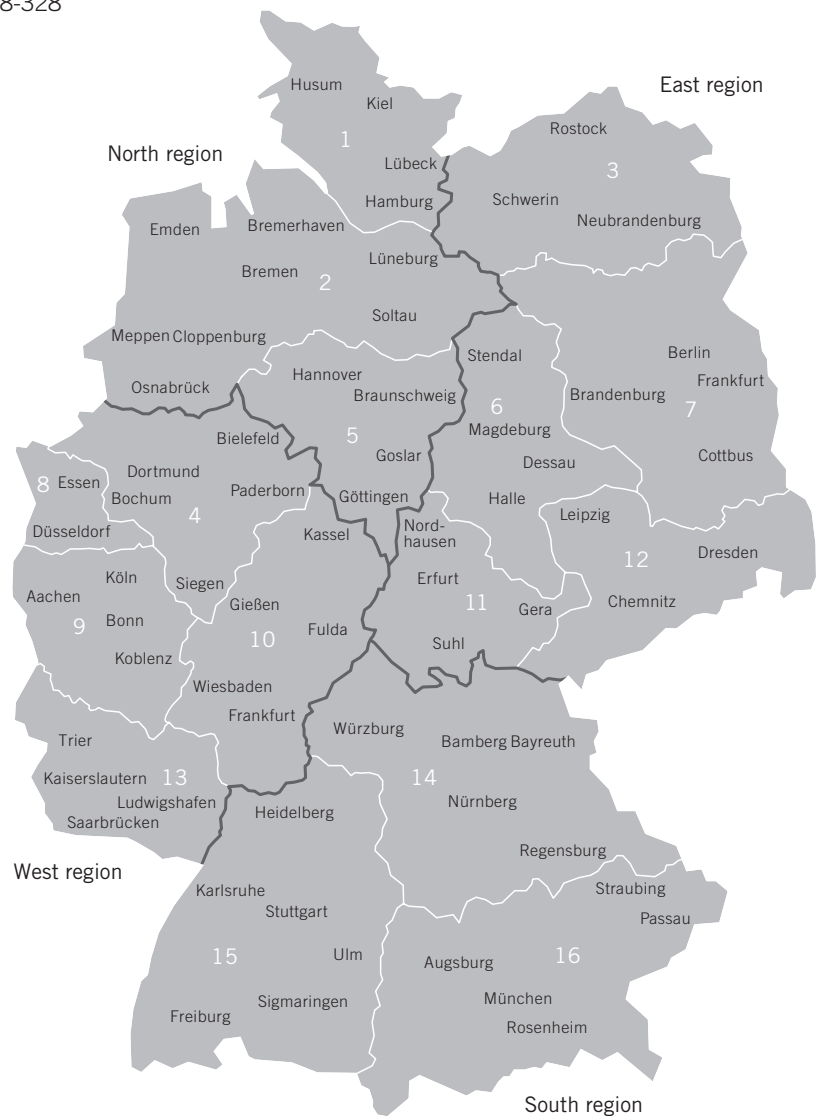 8-328
East region
Husum
Kiel
Rostock
1
North region
Lübeck
3
Hamburg
Schwerin
Neubrandenburg
Emden
Bremerhaven
Lüneburg
Bremen
2
Soltau
Meppen Cloppenburg
Stendal
Berlin
Hannover
Frankfurt
Osnabrück
Braunschweig
Brandenburg
6
7
Magdeburg
Bielefeld
5
Goslar
Cottbus
Dortmund
Dessau
8
Essen
Bochum
Paderborn
Göttingen
Halle
4
Leipzig
Düsseldorf
Kassel
Nord-
hausen
Dresden
12
Köln
Siegen
Erfurt
Aachen
Gießen
11
Gera
Chemnitz
9
Bonn
10
Fulda
Suhl
Koblenz
Wiesbaden
Frankfurt
Würzburg
Trier
Bamberg Bayreuth
Kaiserslautern
13
14
Ludwigshafen
Nürnberg
Saarbrücken
Heidelberg
Regensburg
West region
Karlsruhe
Straubing
Stuttgart
Passau
15
Ulm
Augsburg
16
Sigmaringen
München
Freiburg
Rosenheim
South region